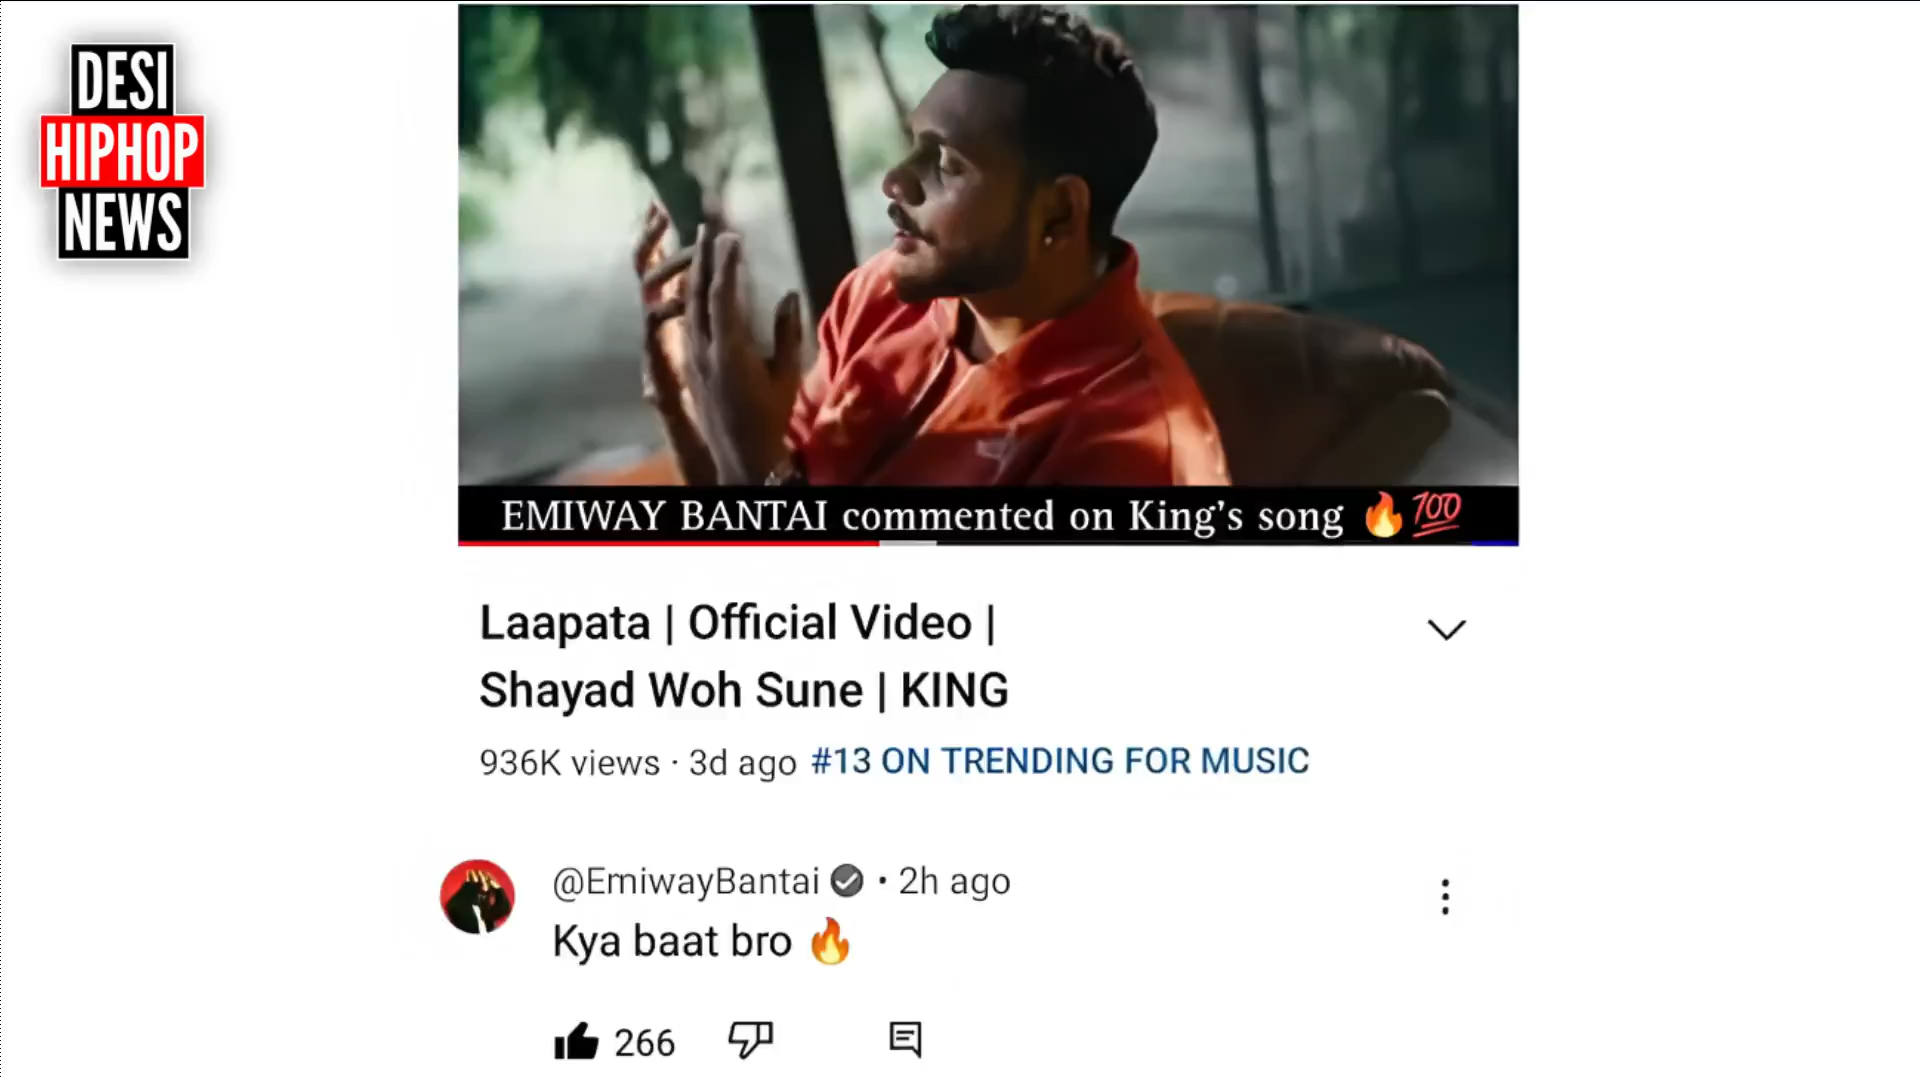 DESI
HIPHOP
NEWS
EMIWAY BANTAI commented on King's song 🔥💯
Laapata | Official Video |
Shayad Woh Sune | KING
936K views · 3d ago #13 ON TRENDING FOR MUSIC
@EmiwayBantai • 2h ago
Kya baat bro 🔥
266